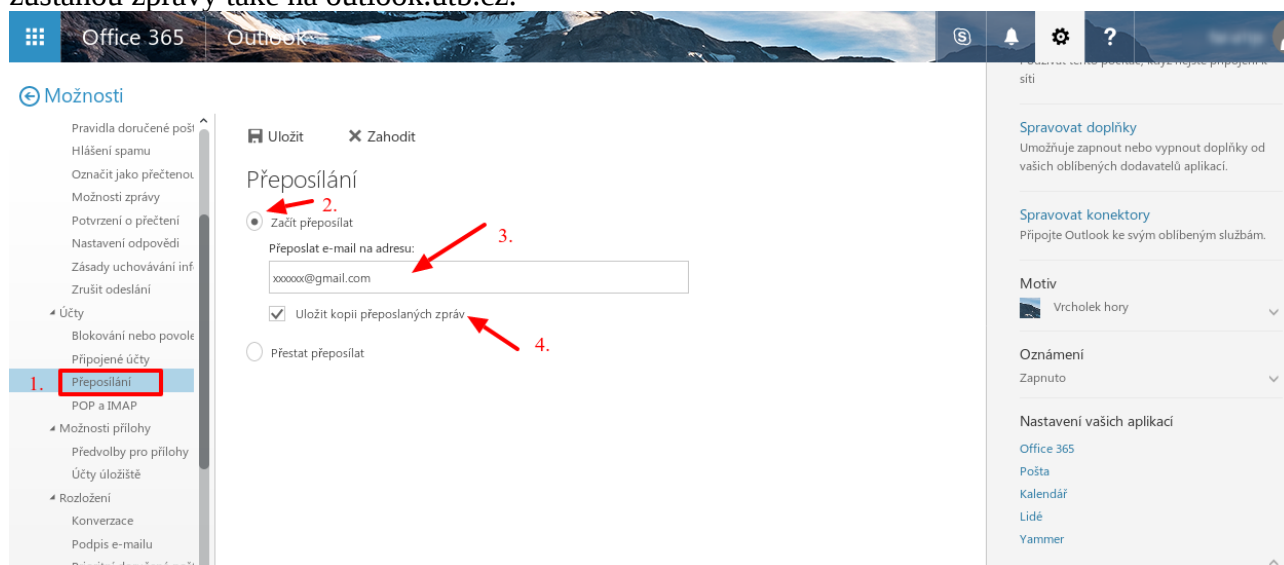 zůstanou zprávy také na outlook.utb.cz.
Office 365
Outlook
?
Možnosti
Pravidla doručené pošt
Hlášení spamu
Označit jako přečtenou
Možnosti zprávy
Potvrzení o přečtení
Nastavení odpovědi
Zásady uchovávání inf
Zrušit odeslání
Účty
Blokování nebo povole
Připojené účty
1. Přeposílání
POP a IMAP
Možnosti přílohy
Předvolby pro přílohy
Účty úložiště
Rozložení
Konverzace
Podpis e-mailu
Uložit
Zahodit
Přeposílání
2.
Začít přeposílat
3.
Přeposlat e-mail na adresu:
xxxxxx@gmail.com
Uložit kopii přeposlaných zpráv
4.
Přestat přeposílat
síti
Spravovat doplňky
Umožňuje zapnout nebo vypnout doplňky od
vašich oblíbených dodavatelů aplikací.
Spravovat konektory
Připojte Outlook ke svým oblíbeným službám.
Motiv
Vrcholek hory
Oznámení
Zapnuto
Nastavení vašich aplikací
Office 365
Pošta
Kalendář
Lidé
Yammer